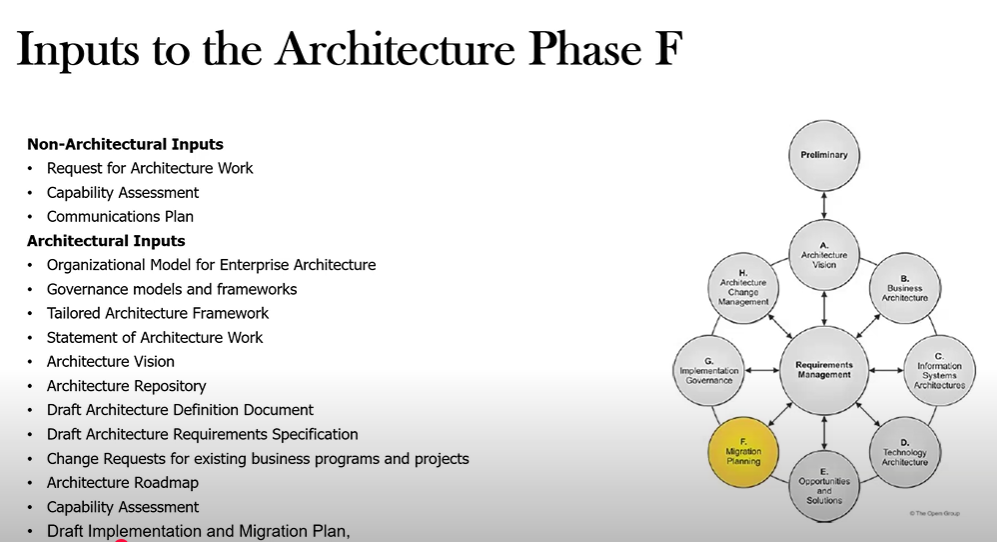 Inputs to the Architecture Phase F
Non-Architectural Inputs
• Request for Architecture Work
• Capability Assessment
• Communications Plan
Architectural Inputs
• Organizational Model for Enterprise Architecture
• Governance models and frameworks
• Tailored Architecture Framework
• Statement of Architecture Work
• Architecture Vision
• Architecture Repository
• Draft Architecture Definition Document
• Draft Architecture Requirements Specification
• Change Requests for existing business programs and projects
• Architecture Roadmap
• Capability Assessment
• Draft Implementation and Migration Plan,
Preliminary
A.
Architecture
Vision
B.
Business
Architecture
C.
Information
Systems
Architectures
D.
Technology
Architecture
E.
Opportunities
and
Solutions
F.
Migration
Planning
G.
Implementation
Governance
H.
Architecture
Change
Management
Requirements
Management
© The Open Group